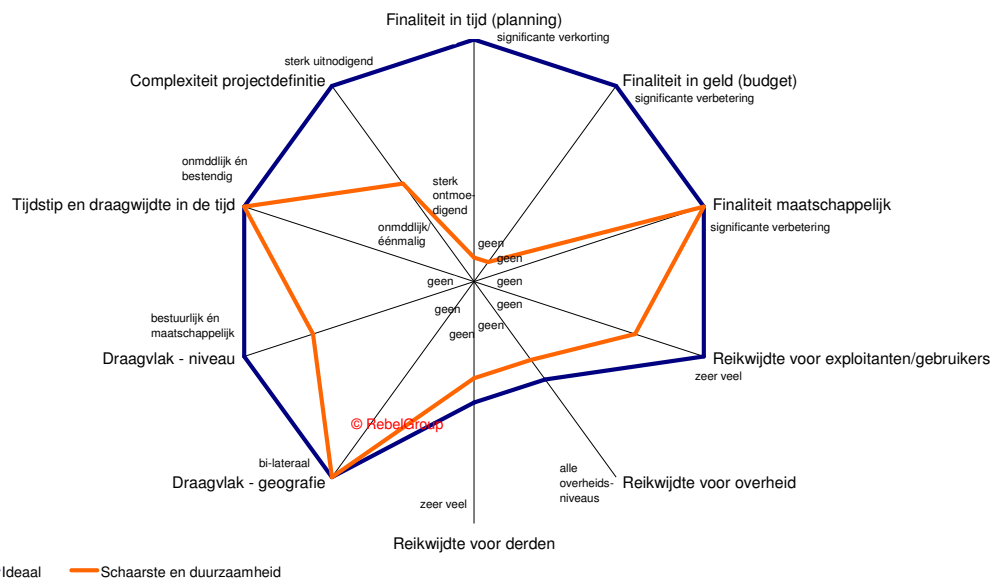 Finaliteit in tijd (planning)
significante verkorting
sterk uitnodigend
Complexiteit projectdefinitie
Finaliteit in geld (budget)
significante verbetering
onmddlijk én
bestendig
Tijdstip en draagwijdte in de tijd
sterk
ontmoe-
digend
Finaliteit maatschappelijk
significante verbetering
onmddlijk/
éénmalig
geen
geen
geen
geen
geen
geen
geen
geen
bestuurlijk én
maatschappelijk
Draagvlak - niveau
Reikwijdte voor exploitanten/gebruikers
zeer veel
© RebelGroup
bi-lateraal
Draagvlak - geografie
alle
overheids-
niveaus
Reikwijdte voor overheid
zeer veel
Reikwijdte voor derden
Ideaal
Schaarste en duurzaamheid